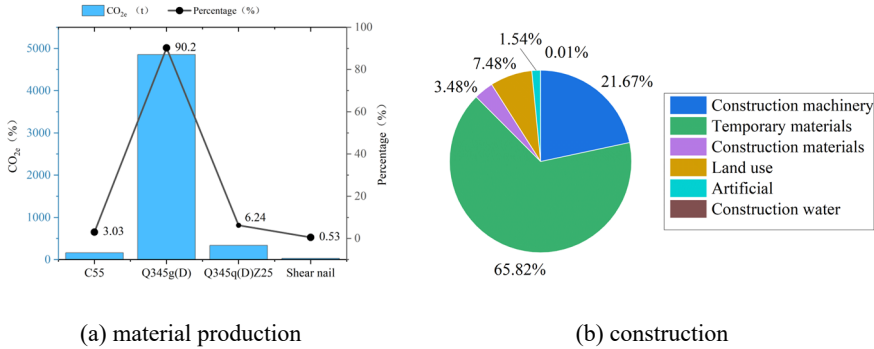 CO2e （t） Percentage（%）
5000
4000
3000
2000
1000
0
CO2e （%）
100
80
60
40
20
0
Percentage（%）
90.2
3.03
6.24
0.53
C55 Q345g(D) Q345q(D)Z25 Shear nail
(a) material production
1.54%
0.01%
7.48%
3.48%
21.67%
65.82%
Construction machinery
Temporary materials
Construction materials
Land use
Artificial
Construction water
(b) construction